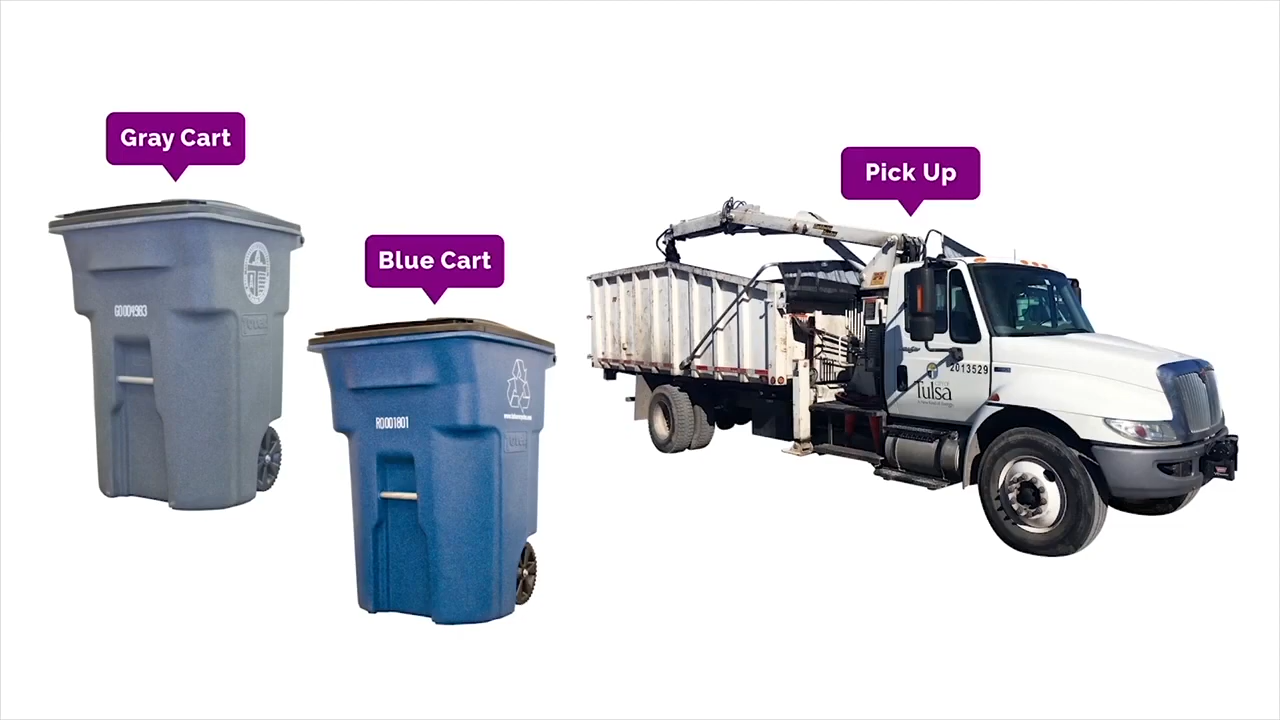 Gray Cart
Blue Cart
Pick Up
G0004983
R0001801
2013529
Tulsa